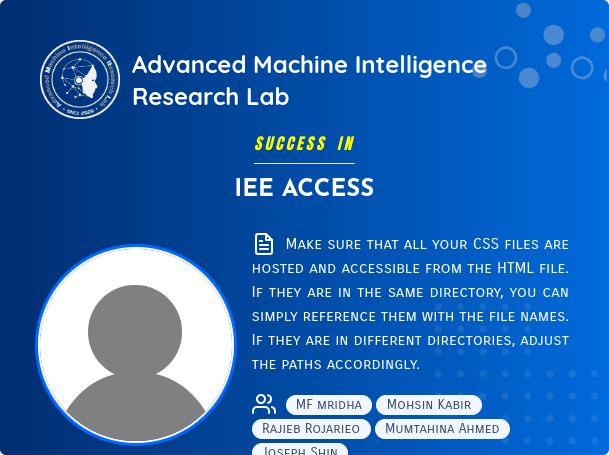 Advanced Machine Intelligence
Research Lab
SUCCESS IN
IEE ACCESS
Make sure that all your CSS files are
hosted and accessible from the HTML file.
If they are in the same directory, you can
simply reference them with the file names.
If they are in different directories, adjust
the paths accordingly.
MF mridha Mohsin Kabir
Rajieb Rojarieo Mumtahina Ahmed
Joseph Shin